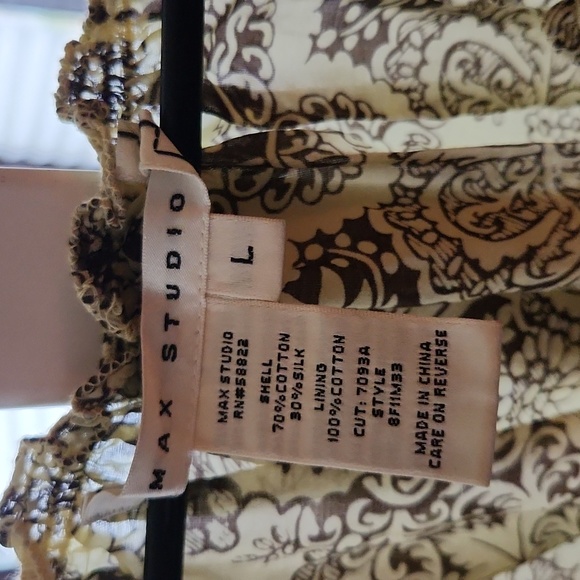 MAX STUDIO
L
MAX STUDIO
RN#58822
SHELL
70%COTTON
30%SILK
LINING
100%COTTON
CUT: 7093A
STYLE
8F11M33
MADE IN CHINA
CARE ON REVERSE